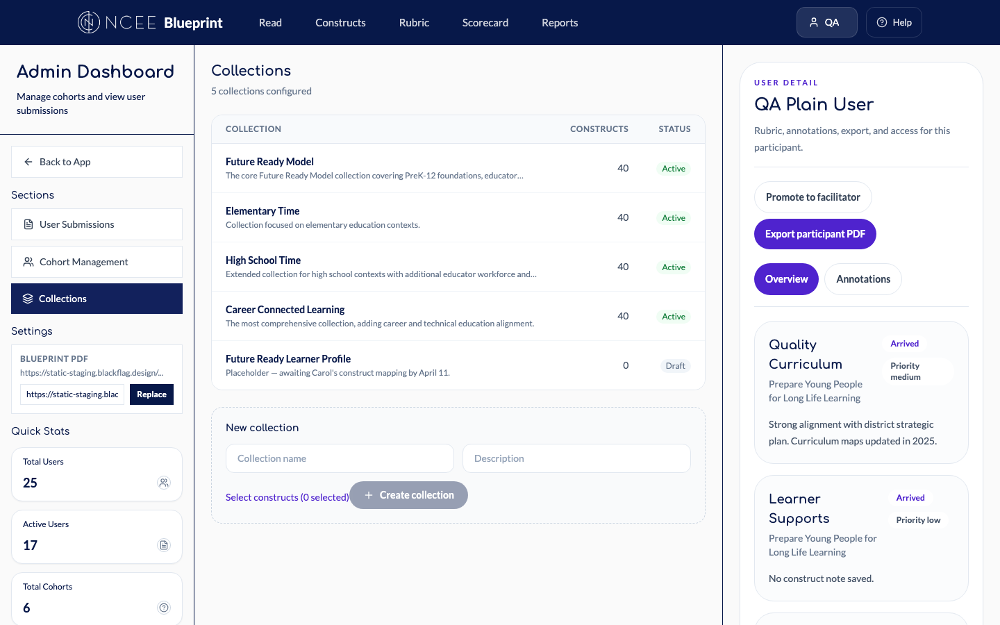 NCEE Blueprint
Read
Constructs
Rubric
Scorecard
Reports
QA
Help
Admin Dashboard
Manage cohorts and view user
submissions
Back to App
Sections
User Submissions
Cohort Management
Collections
Settings
BLUEPRINT PDF
https://static-staging.blackflag.design/...
https://static-staging.blac
Replace
Quick Stats
Total Users
25
Active Users
17
Total Cohorts
6
Collections
5 collections configured
COLLECTION CONSTRUCTS STATUS
Future Ready Model
The core Future Ready Model collection covering PreK-12 foundations, educator...
40 Active
Elementary Time
Collection focused on elementary education contexts.
40 Active
High School Time
Extended collection for high school contexts with additional educator workforce and...
40 Active
Career Connected Learning
The most comprehensive collection, adding career and technical education alignment.
40 Active
Future Ready Learner Profile
Placeholder — awaiting Carol's construct mapping by April 11.
0 Draft
New collection
Collection name
Description
Select constructs (0 selected)
Create collection
USER DETAIL
QA Plain User
Rubric, annotations, export, and access for this
participant.
Promote to facilitator
Export participant PDF
Overview
Annotations
Quality
Curriculum
Prepare Young People
for Long Life Learning
Arrived
Priority
medium
Strong alignment with district strategic
plan. Curriculum maps updated in 2025.
Learner
Supports
Prepare Young People for
Long Life Learning
Arrived
Priority low
No construct note saved.